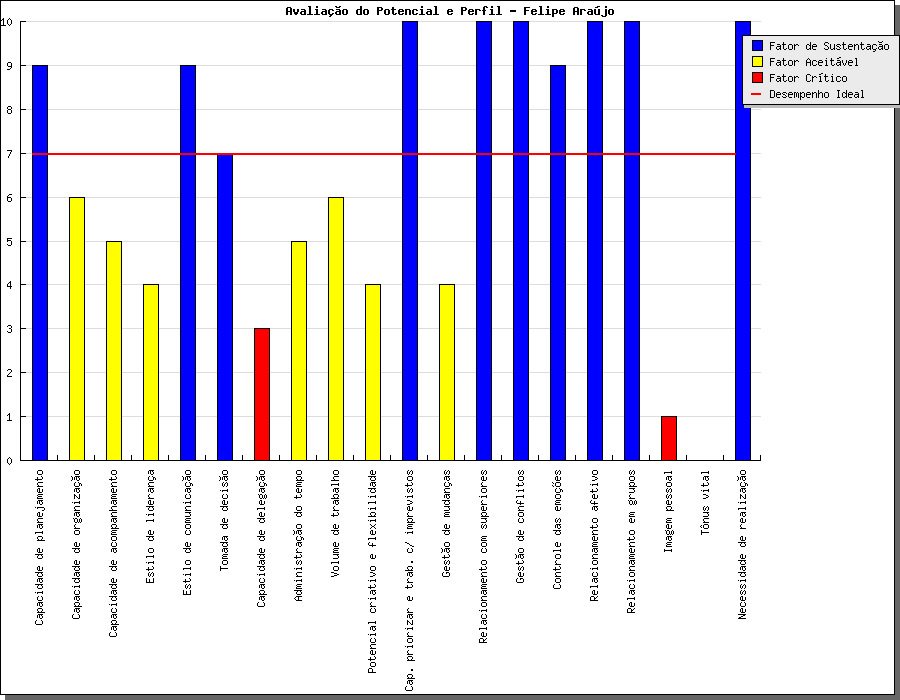 Avaliação do Potencial e Perfil - Felipe Araújo
10
9
8
7
6
5
4
3
2
1
0
Fator de Sustentação
Fator Aceitável
Fator Crítico
Desempenho Ideal
Capacidade de planejamento
Capacidade de organização
Capacidade de acompanhamento
Estilo de liderança
Estilo de comunicação
Tomada de decisão
Capacidade de delegação
Administração do tempo
Volume de trabalho
Potencial criativo e flexibilidade
Cap. priorizar e trab. c/ imprevistos
Gestão de mudanças
Relacionamento com superiores
Gestão de conflitos
Controle das emoções
Relacionamento afetivo
Relacionamento em grupos
Imagem pessoal
Tônus vital
Necessidade de realização